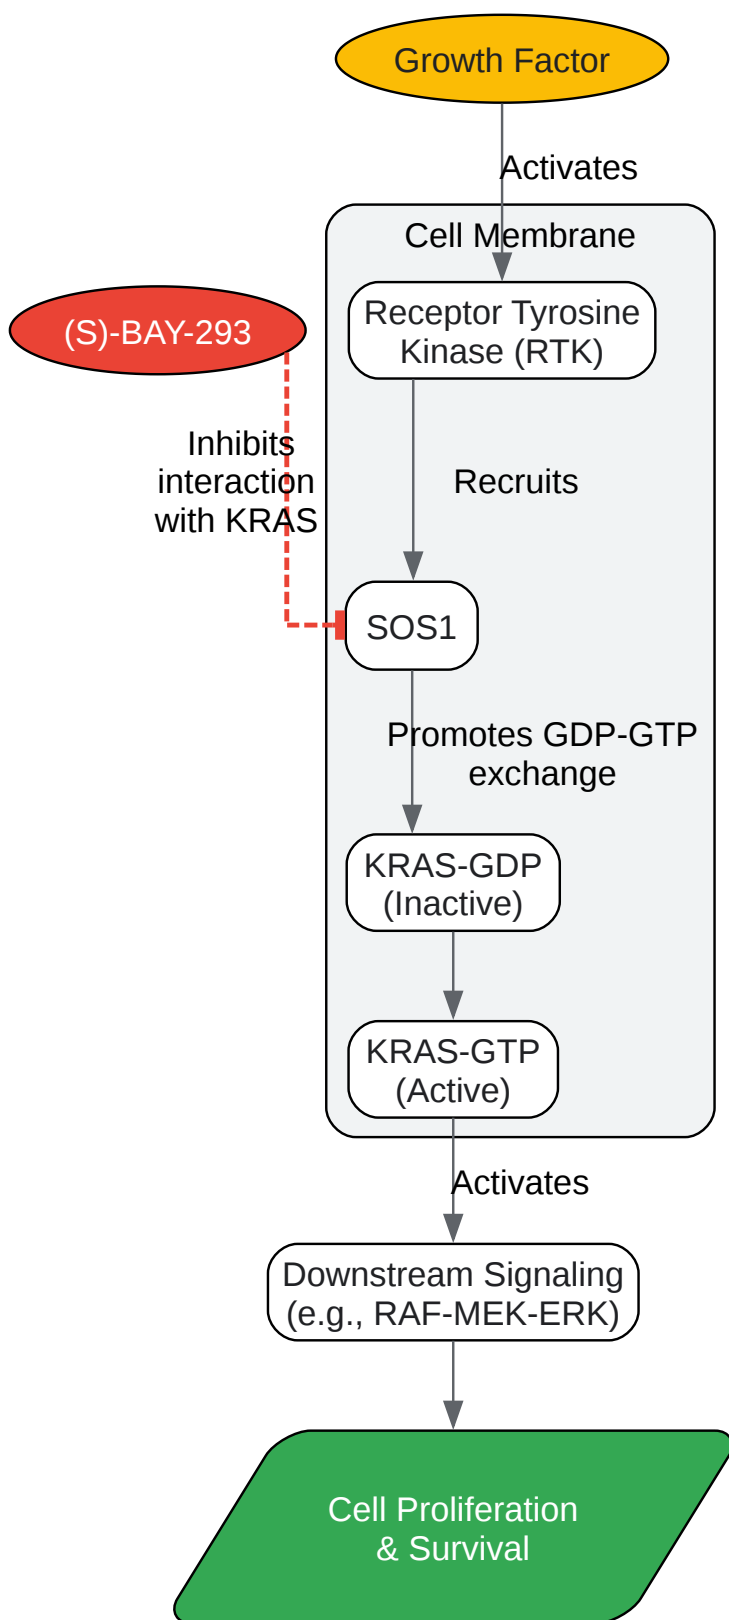 Growth Factor
Activates
Cell Membrane
Receptor Tyrosine
Kinase (RTK)
(S)-BAY-293
Inhibits
interaction
with KRAS
Recruits
SOS1
Promotes GDP-GTP
exchange
KRAS-GDP
(Inactive)
KRAS-GTP
(Active)
Activates
Downstream Signaling
(e.g., RAF-MEK-ERK)
Cell Proliferation
& Survival